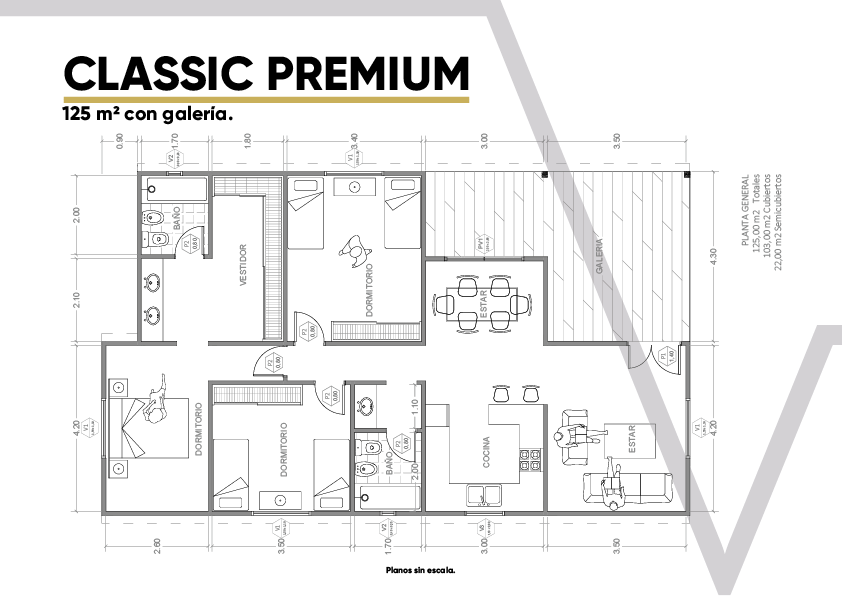 CLASSIC PREMIUM
125 m² con galería.
0.90
1.70
1.80
3.40
3.00
3.50
V2
V1
PLANTA GENERAL
125,00 m2 Totales
103,00 m2 Cubiertos
22,00 m2 Semicubiertos
2.00
2.10
4.20
BAÑO
P2
0,60
VESTIDOR
DORMITORIO
PV1
GALERIA
4.30
ESTAR
P2
0,80
P2
0,80
P2
0,80
P1
1,40
V1
DORMITORIO
DORMITORIO
1.10
P2
0,60
BAÑO
2.00
COCINA
ESTAR
V1
4.20
V1
V2
V3
2.60
3.50
1.70
3.00
3.50
Planos sin escala.